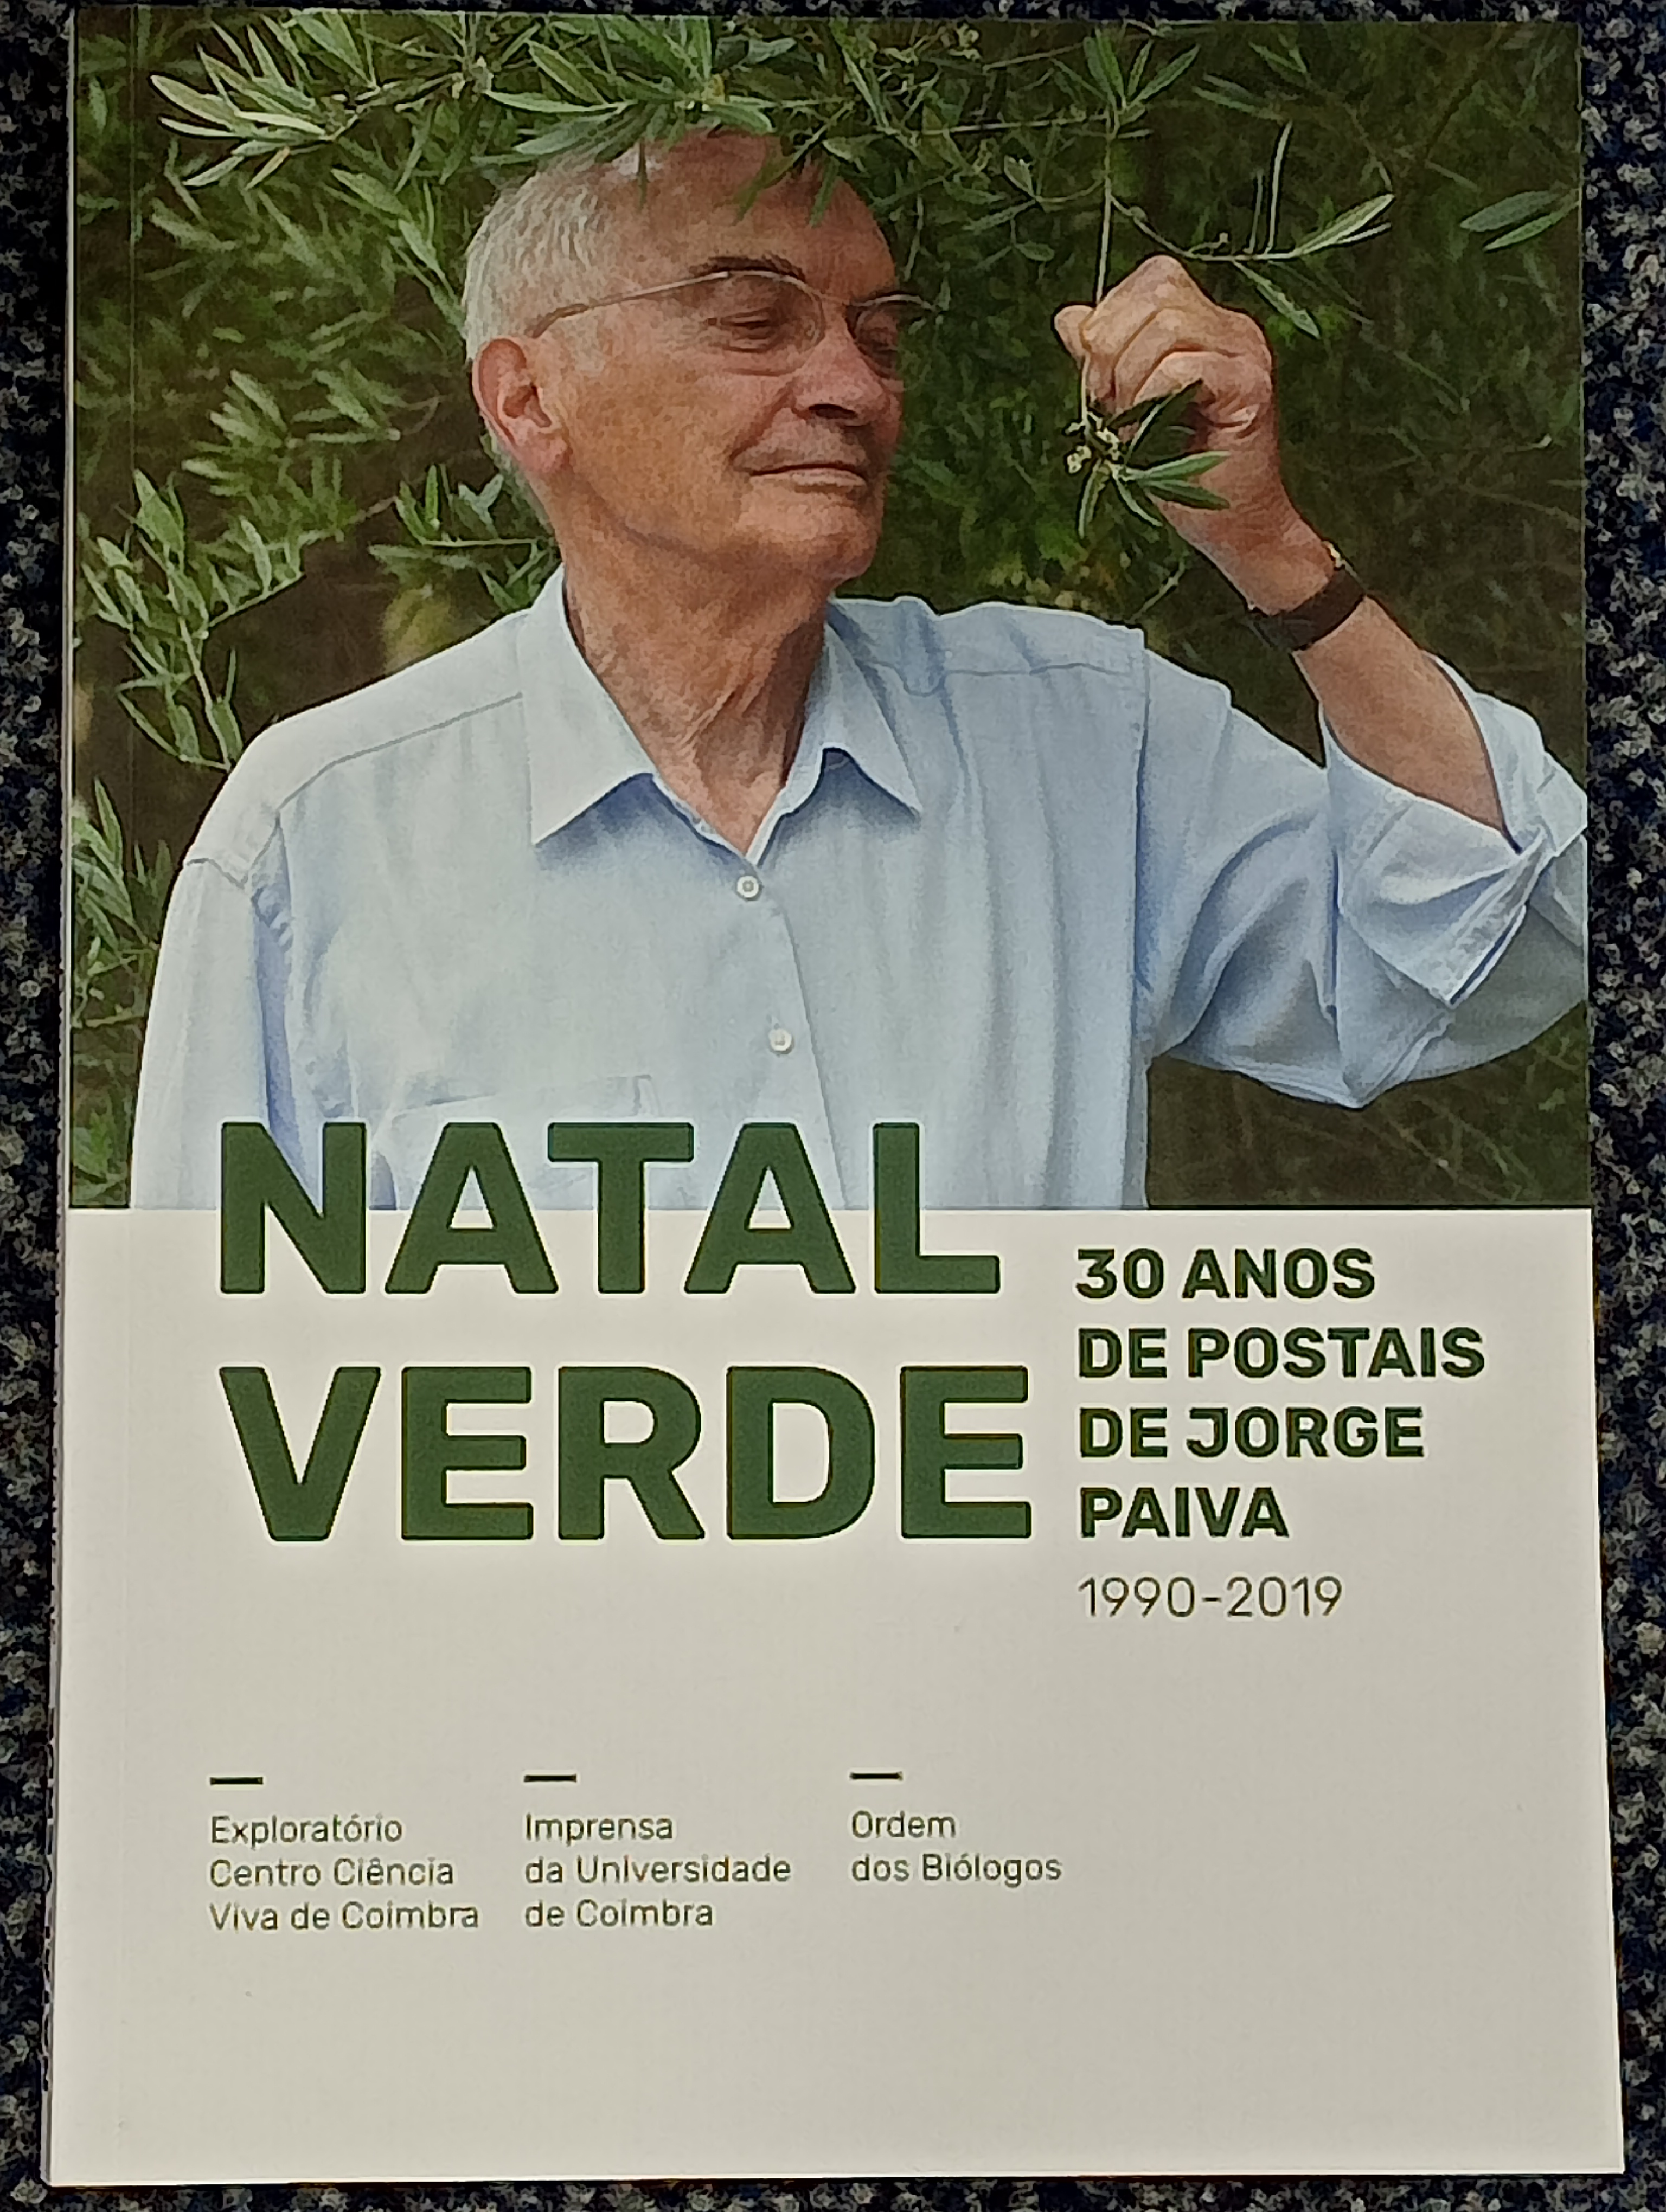 NATAL
VERDE
30 ANOS
DE POSTAIS
DE JORGE
PAIVA
1990-2019
Exploratório
Centro Ciência
Viva de Coimbra
Imprensa
da Universidade
de Coimbra
Ordem
dos Biólogos